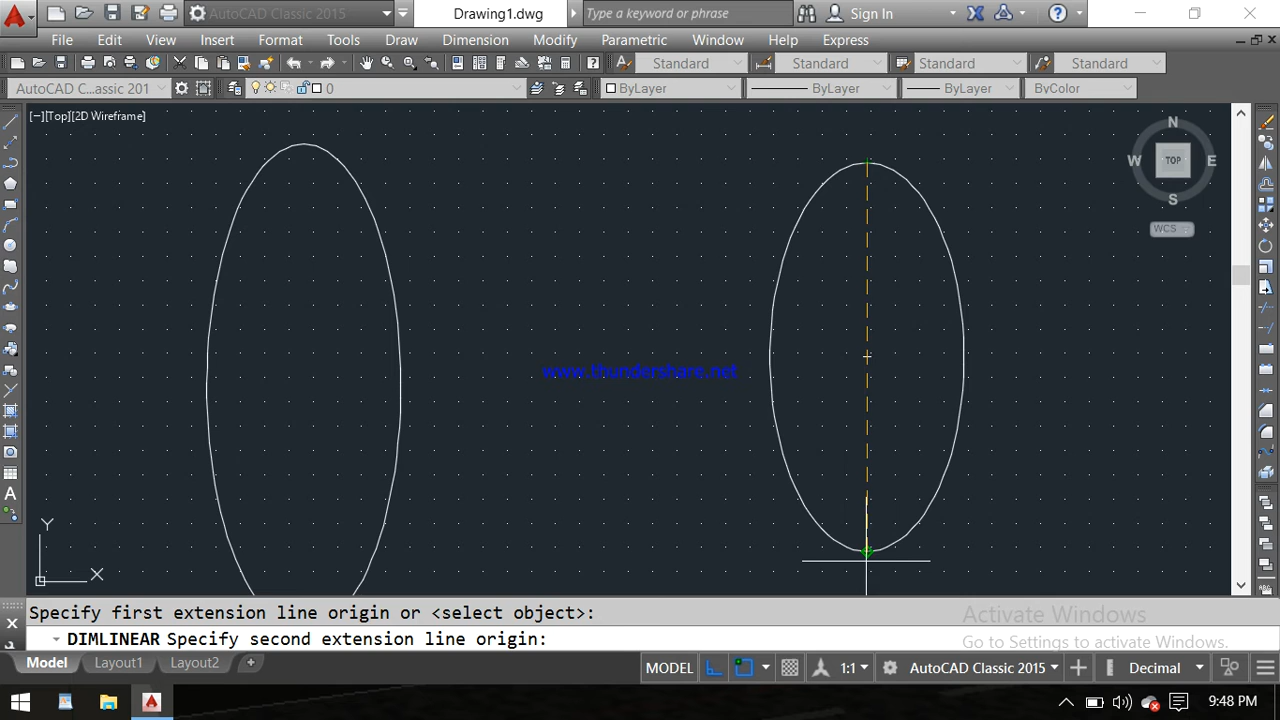 AutoCAD Classic 2015
Drawing1.dwg
Type a keyword or phrase
Sign In
File Edit View Insert Format Tools Draw Dimension Modify Parametric Window Help Express
Standard Standard Standard Standard
AutoCAD C...assic 201 0 ByLayer ByLayer ByLayer ByColor
[−][Top][2D Wireframe]
N
W TOP E
S
WCS
www.thundershare.net
Y
X
Specify first extension line origin or <select object>:
DIMLINEAR Specify second extension line origin:
Activate Windows
Go to Settings to activate Windows.
Model Layout1 Layout2 MODEL 1:1 AutoCAD Classic 2015 Decimal
9:48 PM